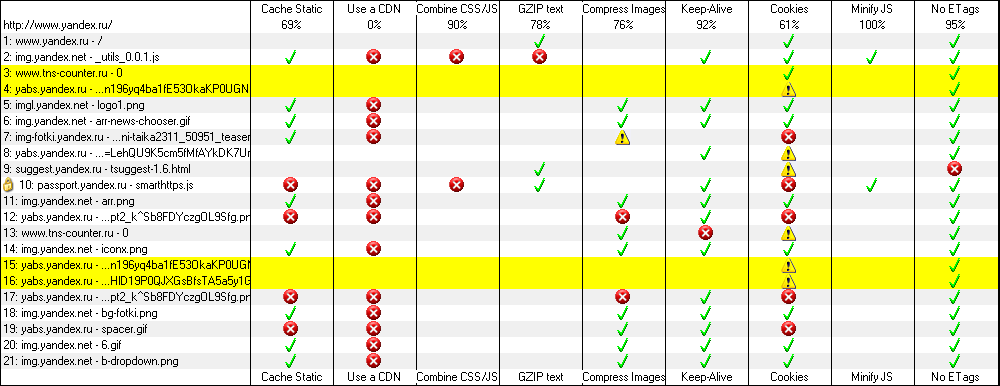 Cache Static Use a CDN Combine CSS/JS GZIP text Compress Images Keep-Alive Cookies Minify JS No ETags
http://www.yandex.ru/ 69% 0% 90% 78% 76% 92% 61% 100% 95%
1: www.yandex.ru - /
2: img.yandex.net - _utils_0.0.1.js
3: www.tns-counter.ru - 0
4: yabs.yandex.ru - ...n196yq4ba1fE53OkaKP0UGN
5: imgl.yandex.net - logo1.png
6: img.yandex.net - arr-news-chooser.gif
7: img-fotki.yandex.ru - ...ni-taika2311_50951_teaser
8: yabs.yandex.ru - ...=LehQU9K5cm5fMfAYkDK7Ur
9: suggest.yandex.ru - tsuggest-1.6.html
10: passport.yandex.ru - smarthttps.js
11: img.yandex.net - arr.png
12: yabs.yandex.ru - ...pt2_k^Sb8FDYczgOL9Sfg.pr
13: www.tns-counter.ru - 0
14: img.yandex.net - iconx.png
15: yabs.yandex.ru - ...n196yq4ba1fE53OkaKP0UGN
16: yabs.yandex.ru - ...HID19P0QJXGsBfsTA5a5y1G
17: yabs.yandex.ru - ...pt2_k^Sb8FDYczgOL9Sfg.pr
18: img.yandex.net - bg-fotki.png
19: yabs.yandex.ru - spacer.gif
20: img.yandex.net - 6.gif
21: img.yandex.net - b-dropdown.png
Cache Static Use a CDN Combine CSS/JS GZIP text Compress Images Keep-Alive Cookies Minify JS No ETags